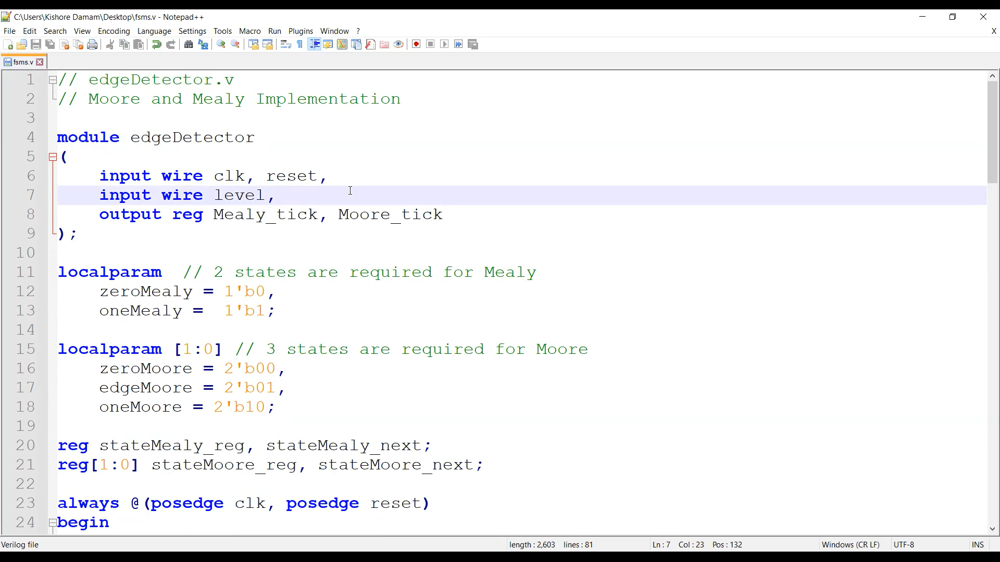 C:\Users\Kishore Damam\Desktop\fsms.v - Notepad++
File Edit Search View Encoding Language Settings Tools Macro Run Plugins Window ? X
fsms.v
1 // edgeDetector.v
2 // Moore and Mealy Implementation
3
4 module edgeDetector
5 (
6 input wire clk, reset,
7 input wire level,
8 output reg Mealy_tick, Moore_tick
9 );
10
11 localparam // 2 states are required for Mealy
12 zeroMealy = 1'b0,
13 oneMealy = 1'b1;
14
15 localparam [1:0] // 3 states are required for Moore
16 zeroMoore = 2'b00,
17 edgeMoore = 2'b01,
18 oneMoore = 2'b10;
19
20 reg stateMealy_reg, stateMealy_next;
21 reg[1:0] stateMoore_reg, stateMoore_next;
22
23 always @(posedge clk, posedge reset)
24 begin
Verilog file length : 2,603 lines : 81 Ln : 7 Col : 23 Pos : 132 Windows (CR LF) UTF-8 INS